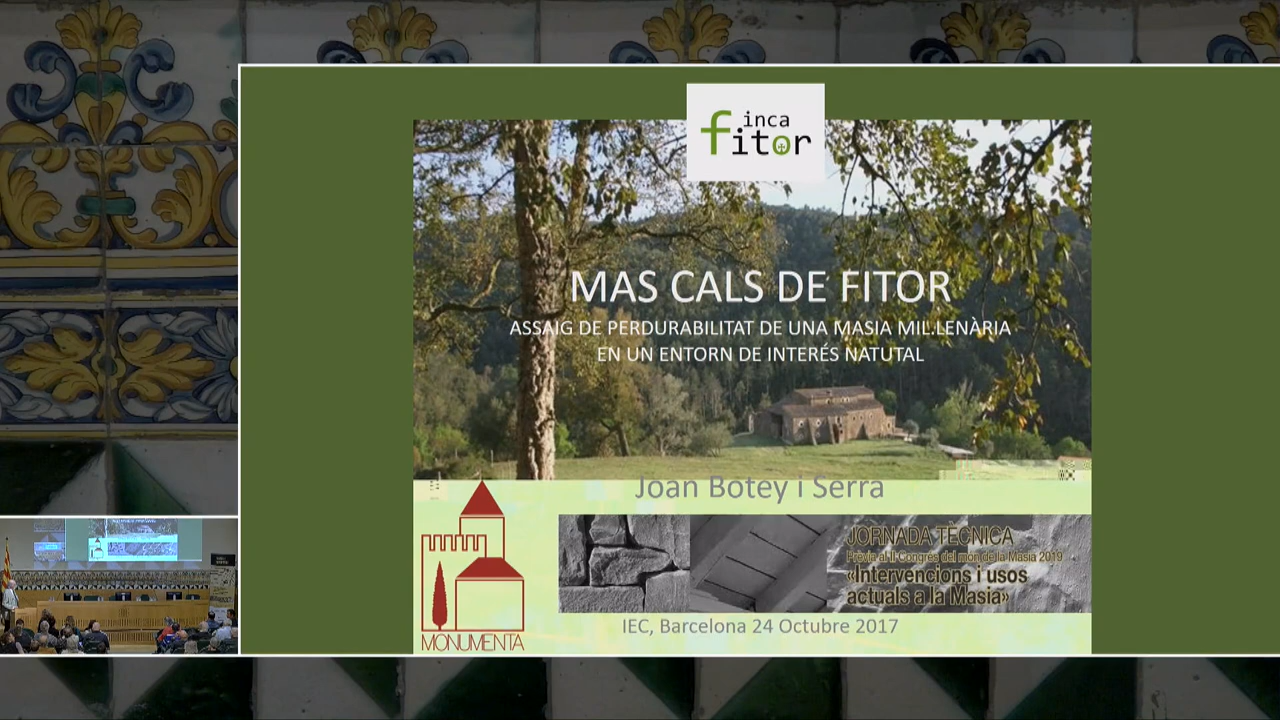 finca
fitor
MAS CALS DE FITOR
ASSAIG DE PERDURABILITAT DE UNA MASIA MIL.LENÀRIA
EN UN ENTORN DE INTERÉS NATUTAL
Joan Botey i Serra
JORNADA TÈCNICA
Prèvia al II Congrés del món de la Masia 2019
«Intervencions i usos
actuals a la Masia»
MONUMENTA
IEC, Barcelona 24 Octubre 2017